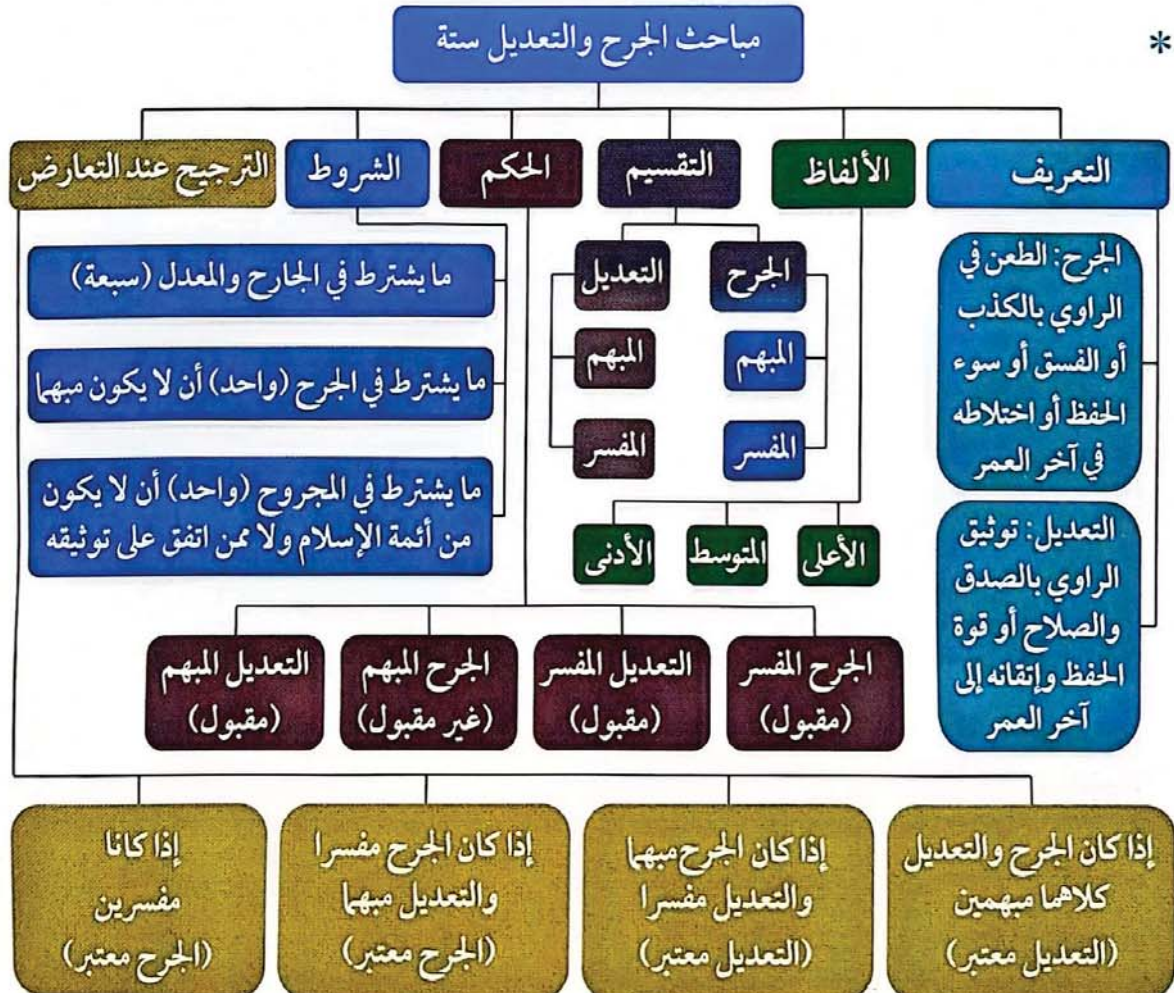 *
مباحث الجرح والتعديل ستة
التعريف
الألفاظ
التقسيم
الحكم
الشروط
الترجيح عند التعارض
الجرح: الطعن في
الراوي بالكذب
أو الفسق أو سوء
الحفظ أو اختلاطه
في آخر العمر
التعديل: توثيق
الراوي بالصدق
والصلاح أو قوة
الحفظ وإتقانه إلى
آخر العمر
الجرح
المبهم
المفسر
التعديل
المبهم
المفسر
الأعلى
المتوسط
الأدنى
ما يشترط في الجارح والمعدل (سبعة)
ما يشترط في الجرح (واحد) أن لا يكون مبهما
ما يشترط في المجروح (واحد) أن لا يكون
من أئمة الإسلام ولا ممن اتفق على توثيقه
الجرح المفسر
(مقبول)
التعديل المفسر
(مقبول)
الجرح المبهم
(غير مقبول)
التعديل المبهم
(مقبول)
إذا كان الجرح والتعديل
كلاهما مبهمين
(التعديل معتبر)
إذا كان الجرح مبهما
والتعديل مفسرا
(التعديل معتبر)
إذا كان الجرح مفسرا
والتعديل مبهما
(الجرح معتبر)
إذا كانا
مفسرين
(الجرح معتبر)